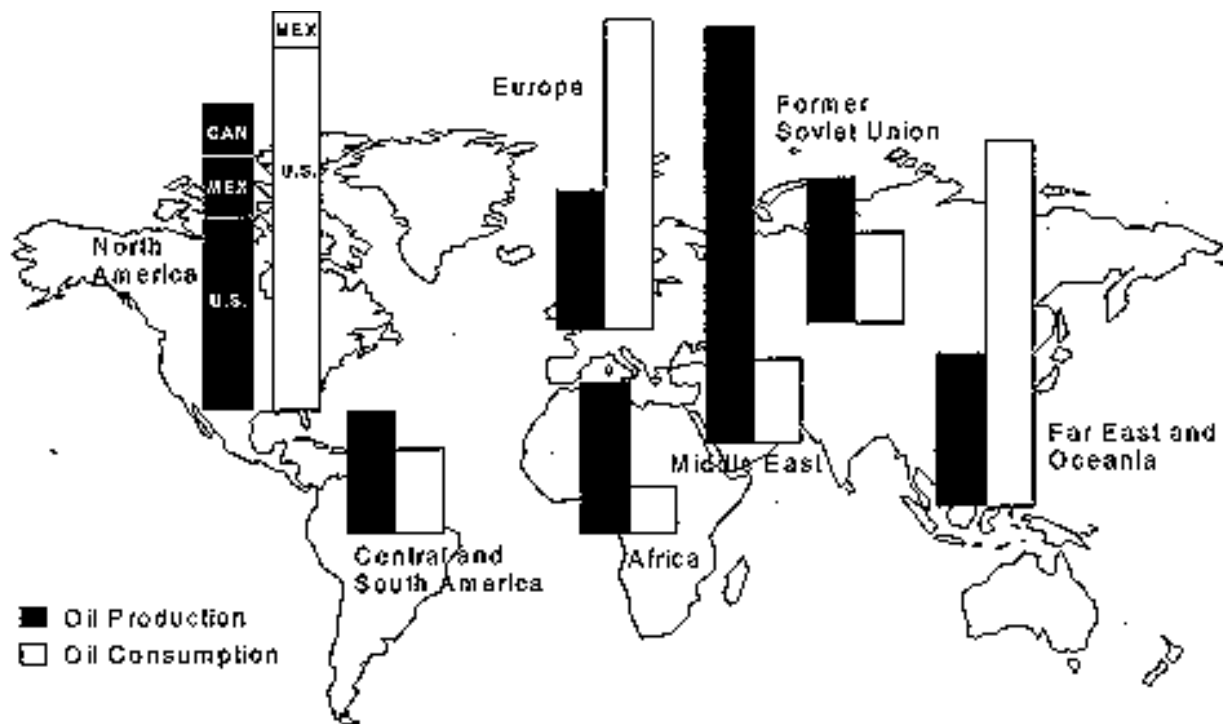 MEX
Europe
Former
Soviet Union
CAN
U.S.
MEX
North
America
U.S.
Far East and
Oceania
Middle East
Central and
South America
Africa
Oil Production
Oil Consumption